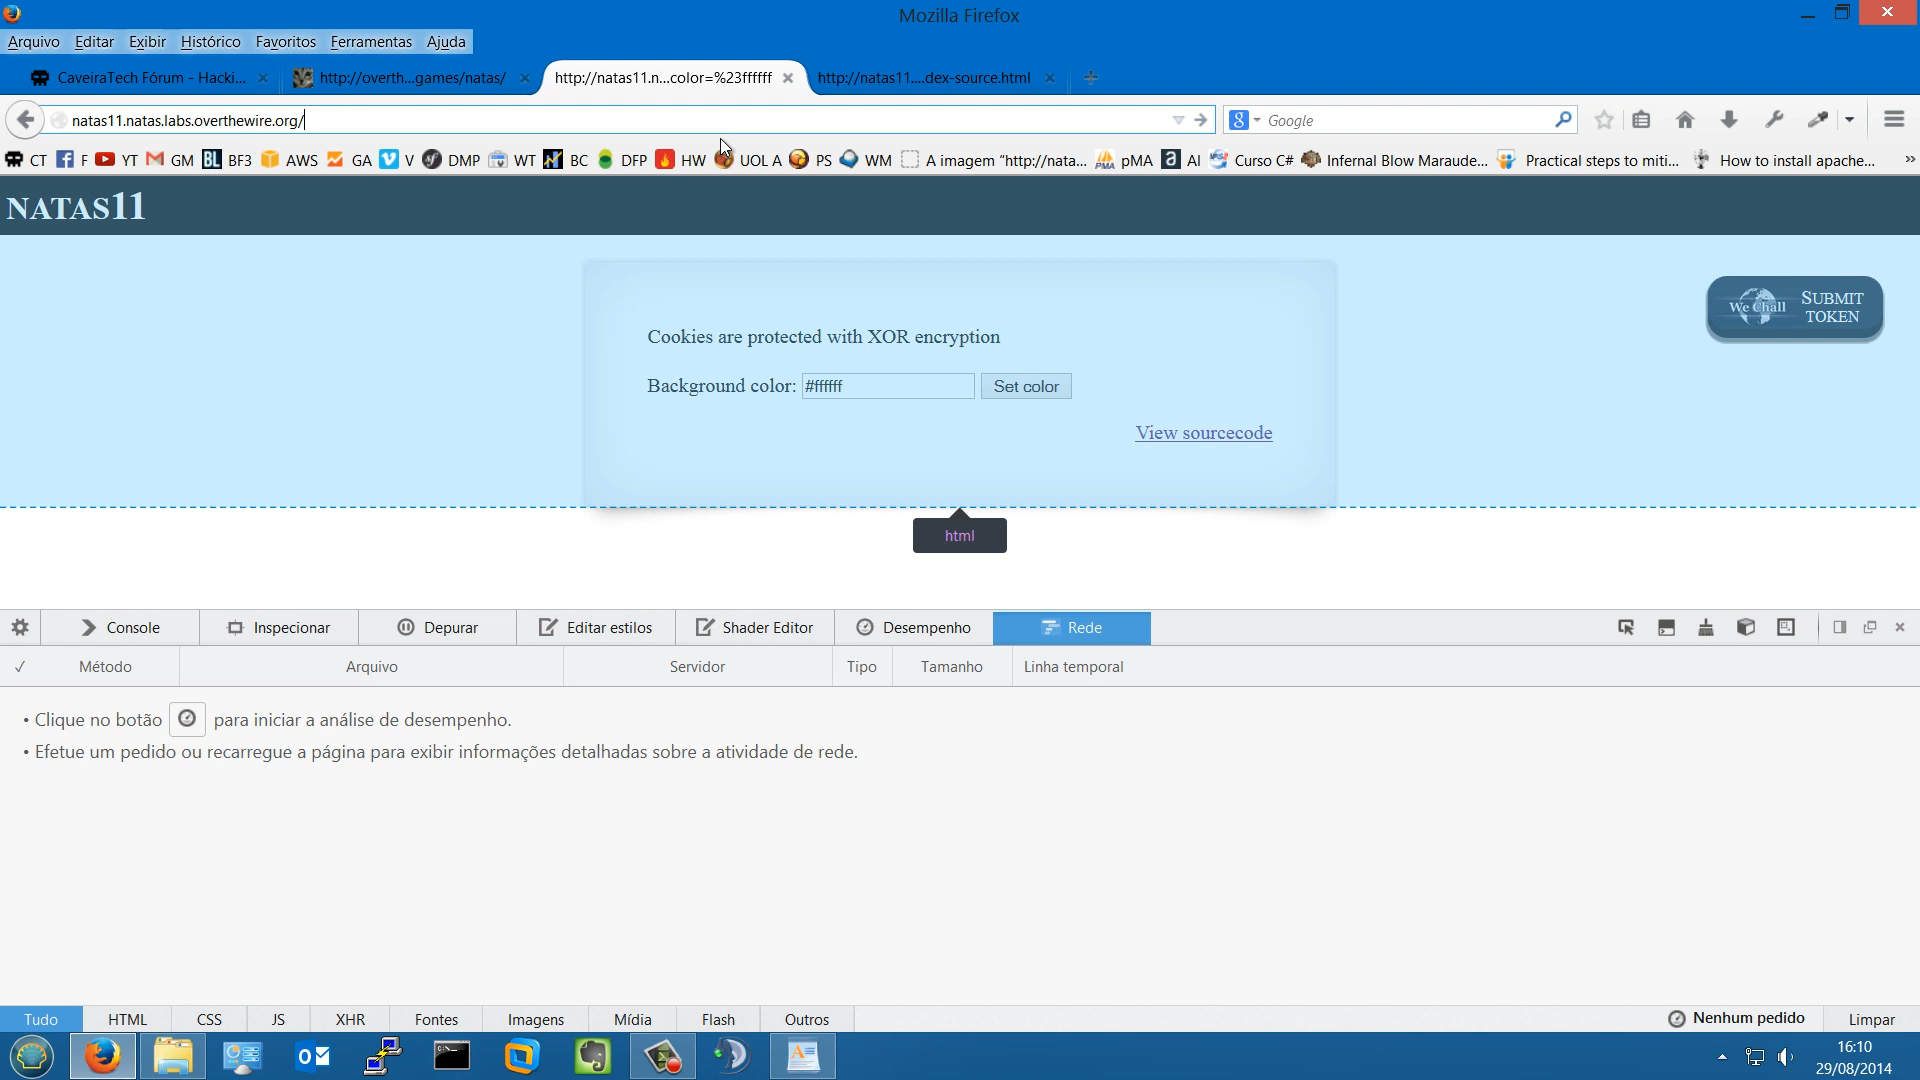 Mozilla Firefox
Arquivo Editar Exibir Histórico Favoritos Ferramentas Ajuda
CaveiraTech Fórum - Hacki... http://overth...games/natas/ http://natas11.n...color=%23ffffff http://natas11....dex-source.html
natas11.natas.labs.overthewire.org/ Google
CT F YT GM BF3 AWS GA V DMP WT BC DFP HW UOL A PS WM A imagem "http://nata... pMA AI Curso C# Infernal Blow Maraude... Practical steps to miti... How to install apache... »
NATAS11
We Chall SUBMIT TOKEN
Cookies are protected with XOR encryption
Background color: #ffffff Set color
View sourcecode
html
Console Inspecionar Depurar Editar estilos Shader Editor Desempenho Rede
✓ Método Arquivo Servidor Tipo Tamanho Linha temporal
• Clique no botão para iniciar a análise de desempenho.
• Efetue um pedido ou recarregue a página para exibir informações detalhadas sobre a atividade de rede.
Tudo HTML CSS JS XHR Fontes Imagens Mídia Flash Outros Nenhum pedido Limpar
16:10
29/08/2014